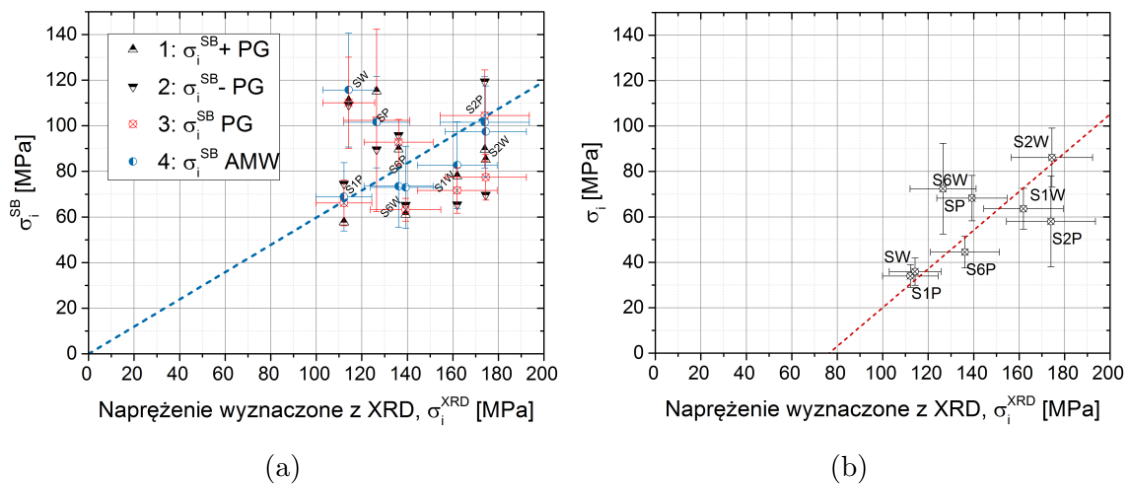 140
120
100
80
60
40
20
0
σ_i^SB [MPa]
1: σ_i^SB + PG
2: σ_i^SB - PG
3: σ_i^SB PG
4: σ_i^SB AMW
SW
SP
S2P
S6P
S2W
S1W
S1P
S6W
0 20 40 60 80 100 120 140 160 180 200
Naprężenie wyznaczone z XRD, σ_i^XRD [MPa]
(a)
140
120
100
80
60
40
20
0
σ_i [MPa]
S2W
S6W
SP
S1W
S2P
SW
S6P
S1P
0 20 40 60 80 100 120 140 160 180 200
Naprężenie wyznaczone z XRD, σ_i^XRD [MPa]
(b)